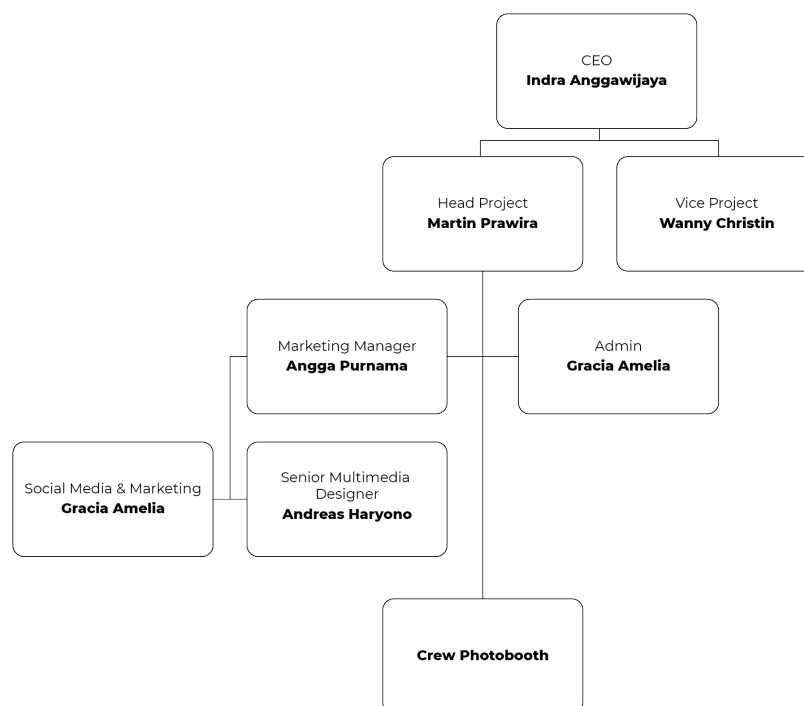 CEO
Indra Anggawijaya
Head Project
Martin Prawira
Vice Project
Wanny Christin
Marketing Manager
Angga Purnama
Admin
Gracia Amelia
Social Media & Marketing
Gracia Amelia
Senior Multimedia
Designer
Andreas Haryono
Crew Photobooth